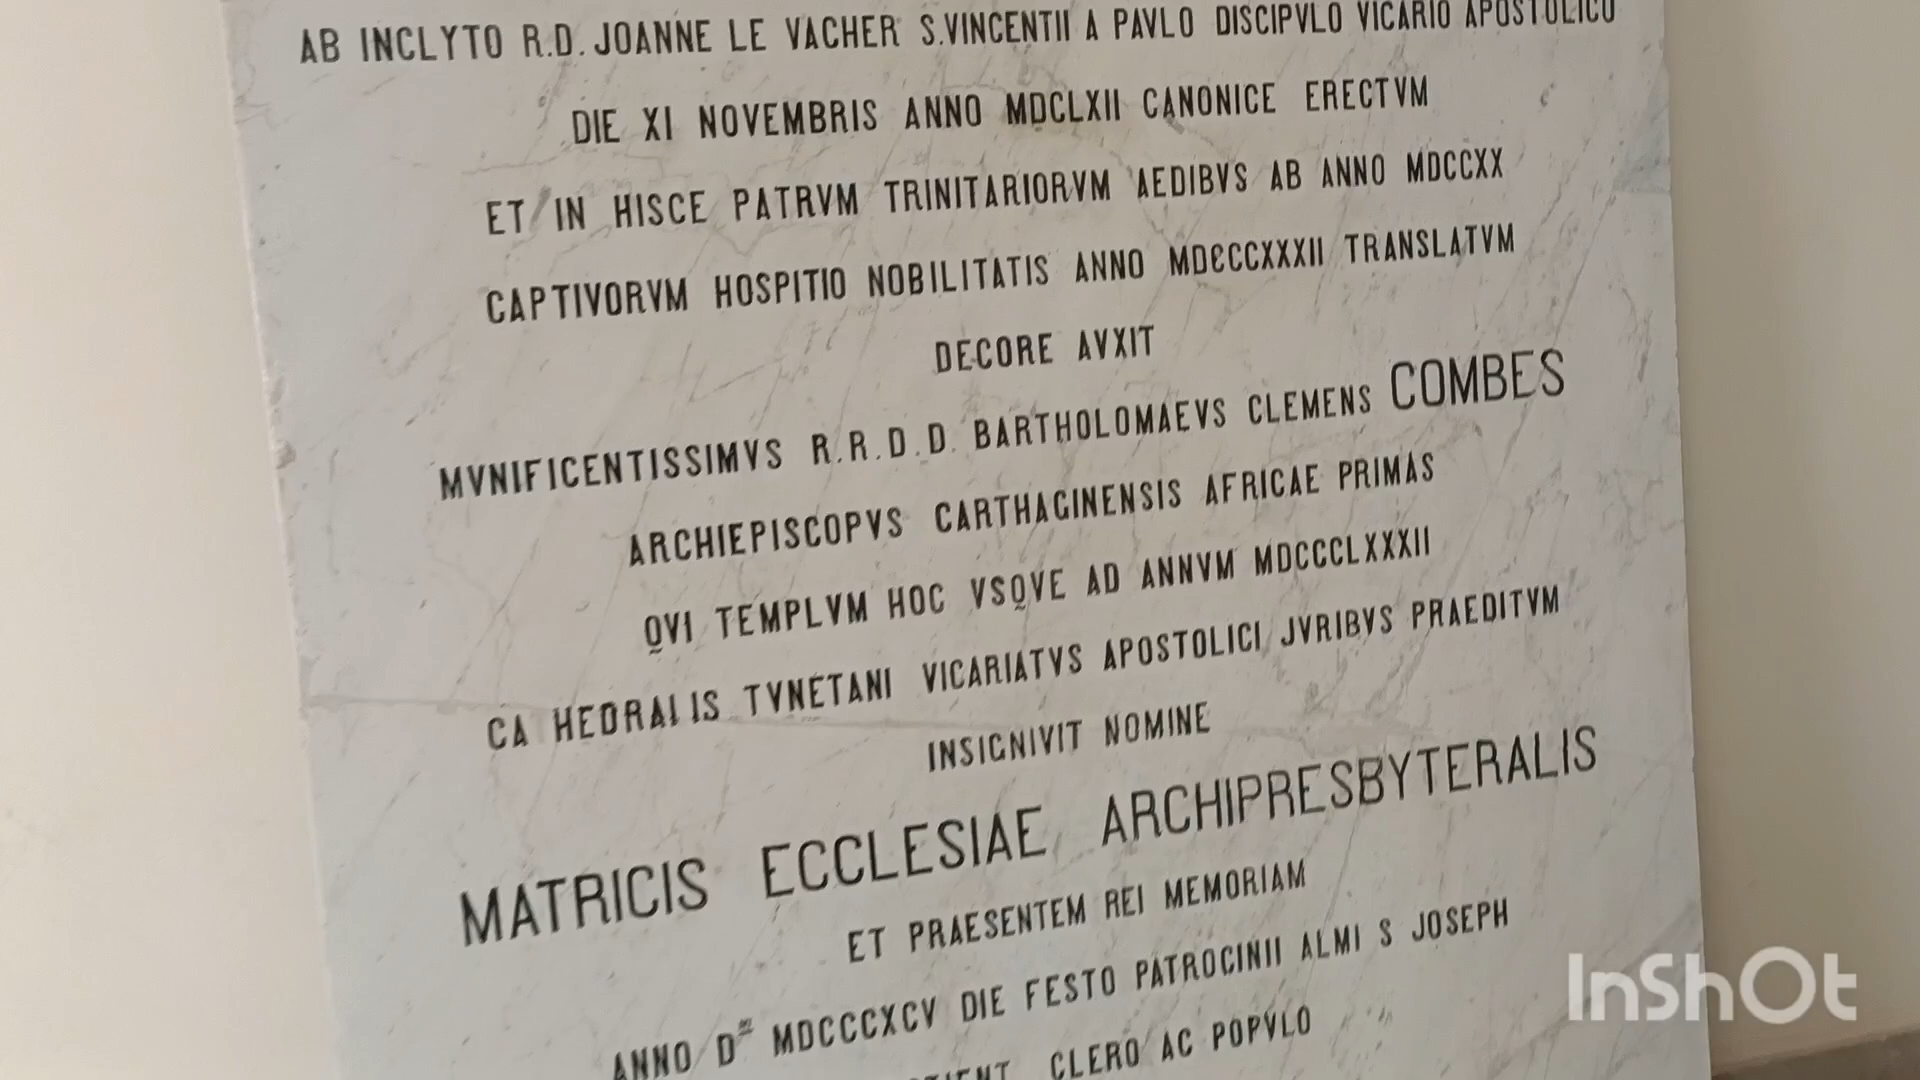 AB INCLYTO R.D. JOANNE LE VACHER S.VINCENTII A PAVLO DISCIPVLO VICARIO APOSTOLICO
DIE XI NOVEMBRIS ANNO MDCLXII CANONICE ERECTVM
ET IN HISCE PATRVM TRINITARIORVM AEDIBVS AB ANNO MDCCXX
CAPTIVORVM HOSPITIO NOBILITATIS ANNO MDCCCXXXII TRANSLATVM
DECORE AVXIT
MVNIFICENTISSIMVS R.R.D.D. BARTHOLOMAEVS CLEMENS COMBES
ARCHIEPISCOPVS CARTHAGINENSIS AFRICAE PRIMAS
QVI TEMPLVM HOC VSQVE AD ANNVM MDCCCLXXXII
CA HEDRALIS TVNETANI VICARIATVS APOSTOLICI JVRIBVS PRAEDITVM
INSIGNIVIT NOMINE
MATRICIS ECCLESIAE ARCHIPRESBYTERALIS
ET PRAESENTEM REI MEMORIAM
ANNO D MDCCCXCV DIE FESTO PATROCINII ALMI S JOSEPH
CLERO AC POPVLO
InShOt